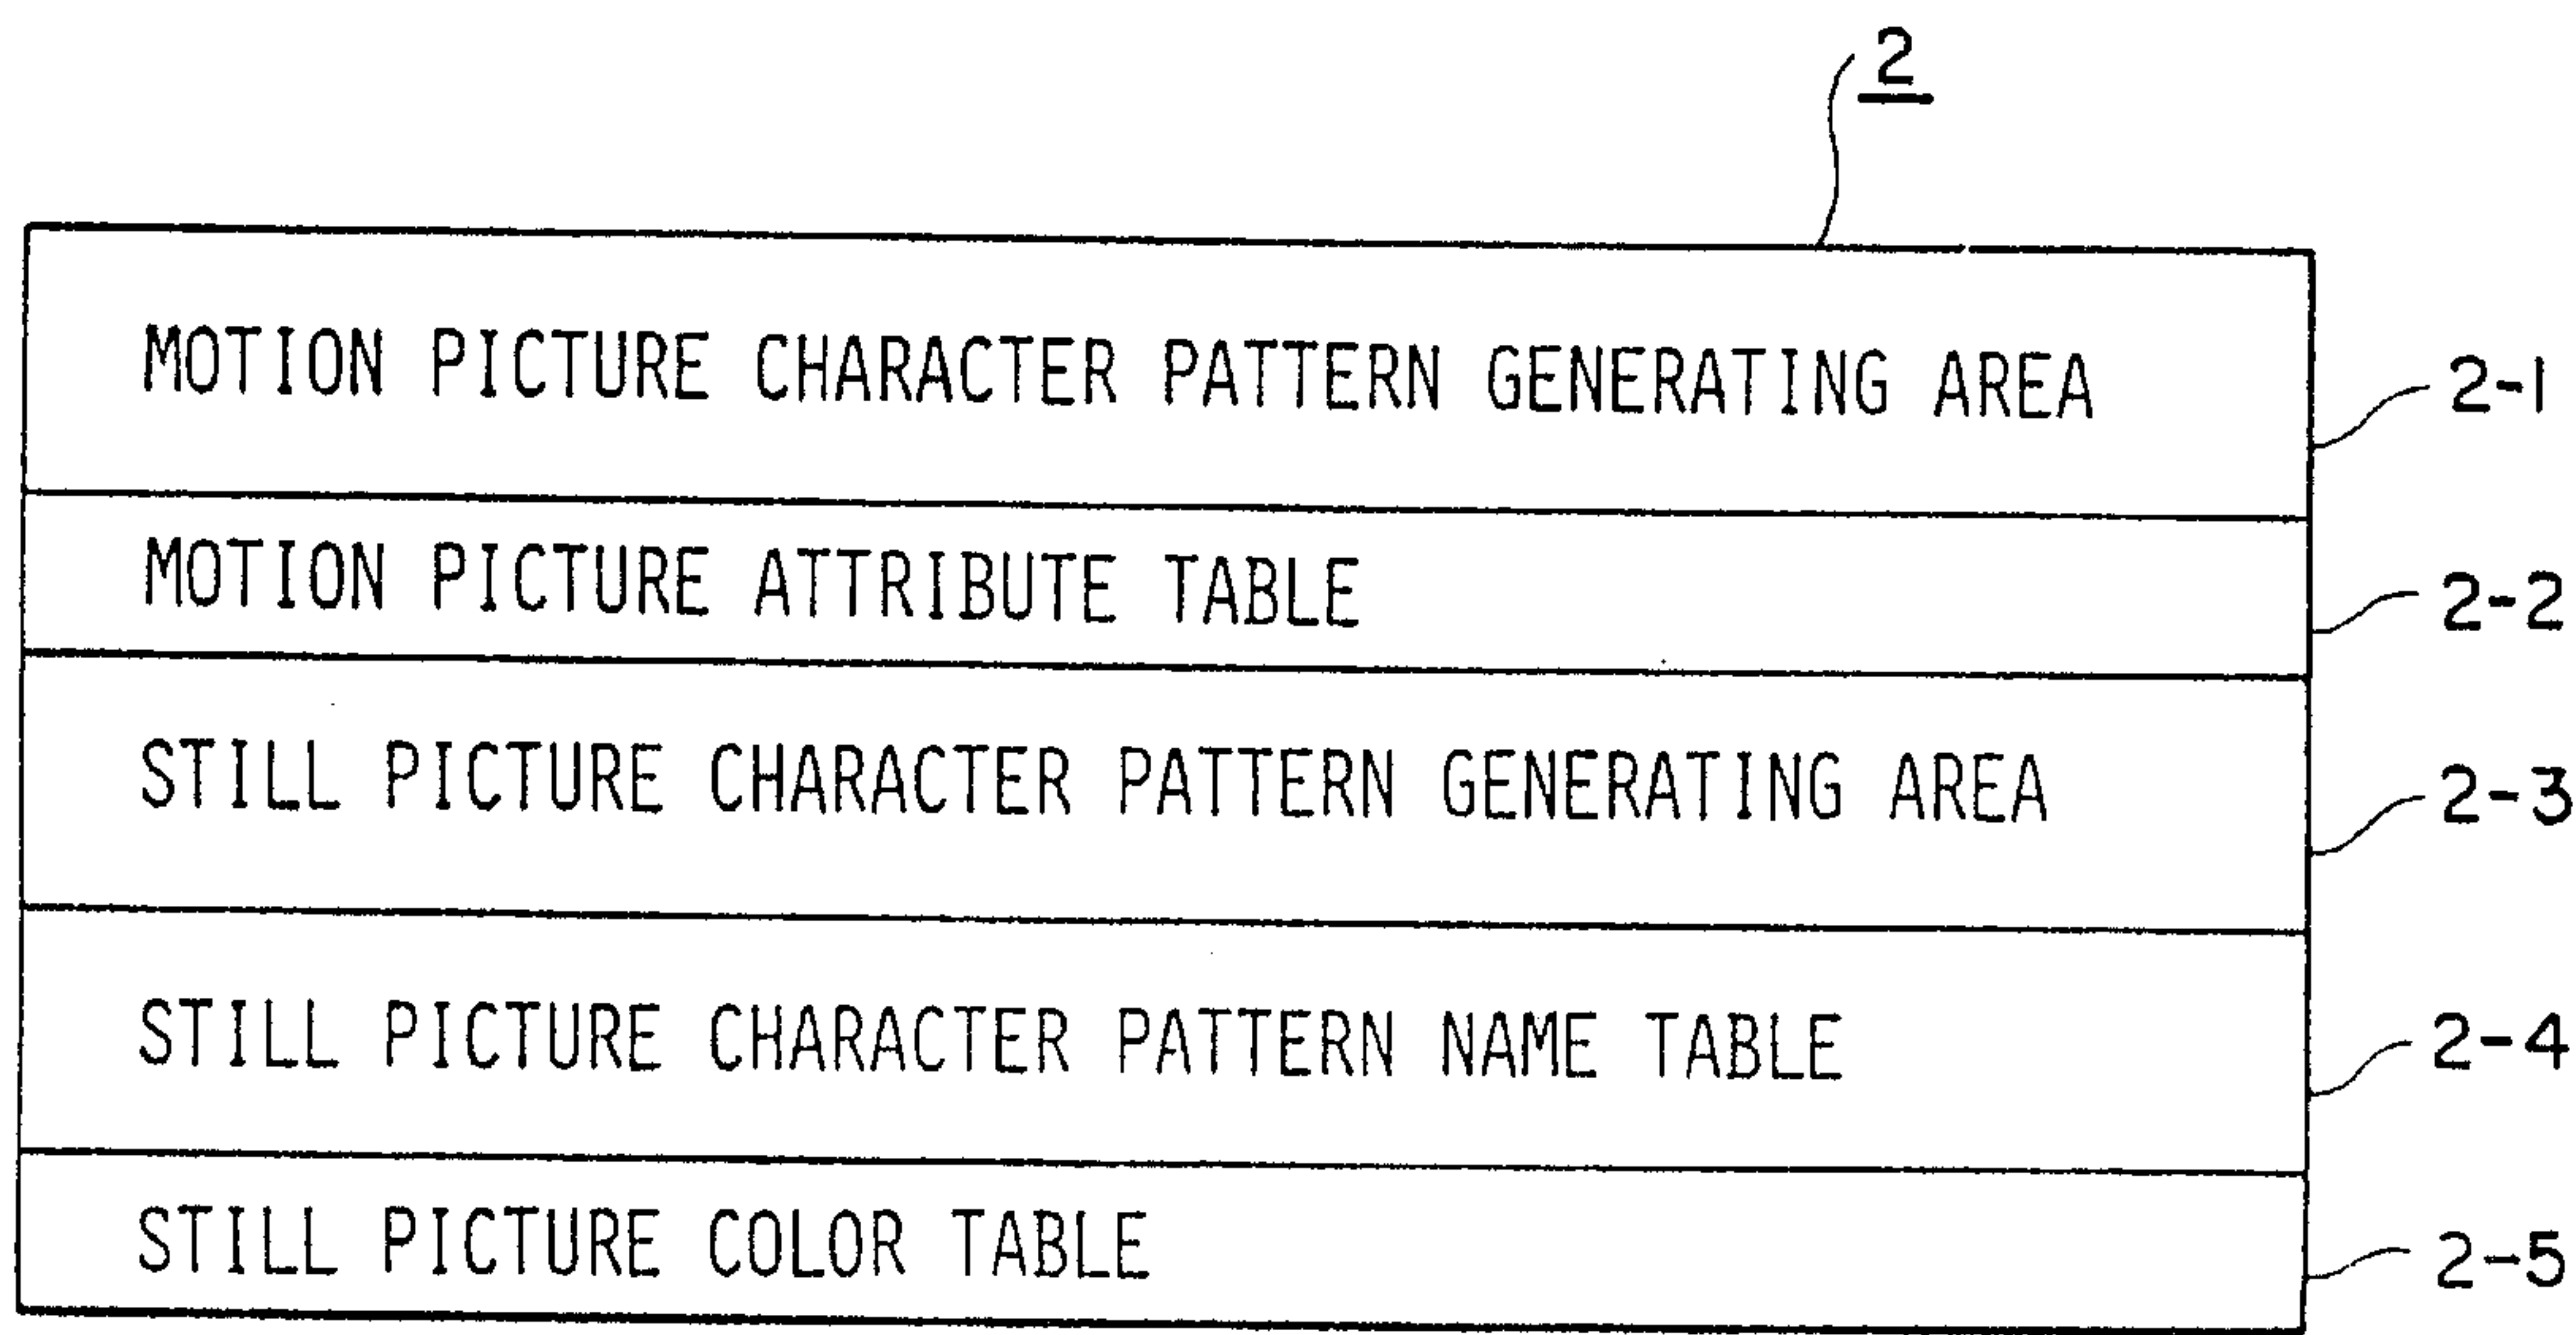 2
MOTION PICTURE CHARACTER PATTERN GENERATING AREA 2-1
MOTION PICTURE ATTRIBUTE TABLE 2-2
STILL PICTURE CHARACTER PATTERN GENERATING AREA 2-3
STILL PICTURE CHARACTER PATTERN NAME TABLE 2-4
STILL PICTURE COLOR TABLE 2-5